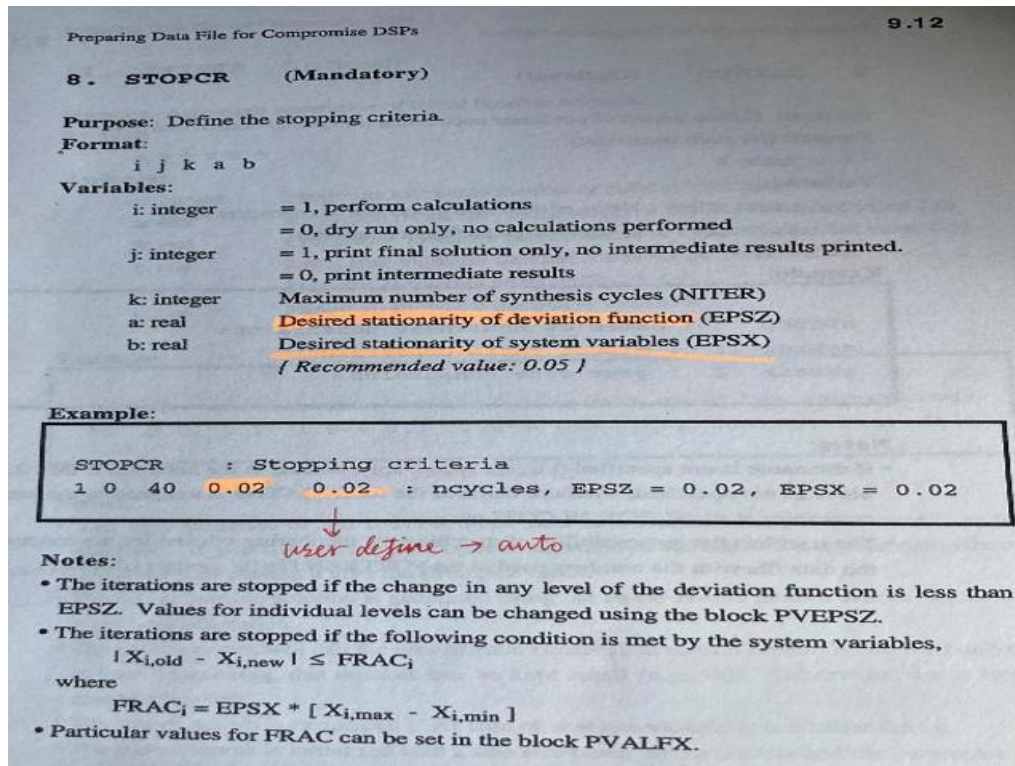 9.12
Preparing Data File for Compromise DSPs
8. STOPCR (Mandatory)
Purpose: Define the stopping criteria.
Format:
i j k a b
Variables:
i: integer = 1, perform calculations
= 0, dry run only, no calculations performed
j: integer = 1, print final solution only, no intermediate results printed.
= 0, print intermediate results
k: integer Maximum number of synthesis cycles (NITER)
a: real Desired stationarity of deviation function (EPSZ)
b: real Desired stationarity of system variables (EPSX)
{ Recommended value: 0.05 }
Example:
STOPCR : Stopping criteria
1 0 40 0.02 0.02 : ncycles, EPSZ = 0.02, EPSX = 0.02
↓
user define → auto
Notes:
• The iterations are stopped if the change in any level of the deviation function is less than
EPSZ. Values for individual levels can be changed using the block PVEPSZ.
• The iterations are stopped if the following condition is met by the system variables,
| Xi,old - Xi,new | ≤ FRACi
where
FRACi = EPSX * [ Xi,max - Xi,min ]
• Particular values for FRAC can be set in the block PVALFX.